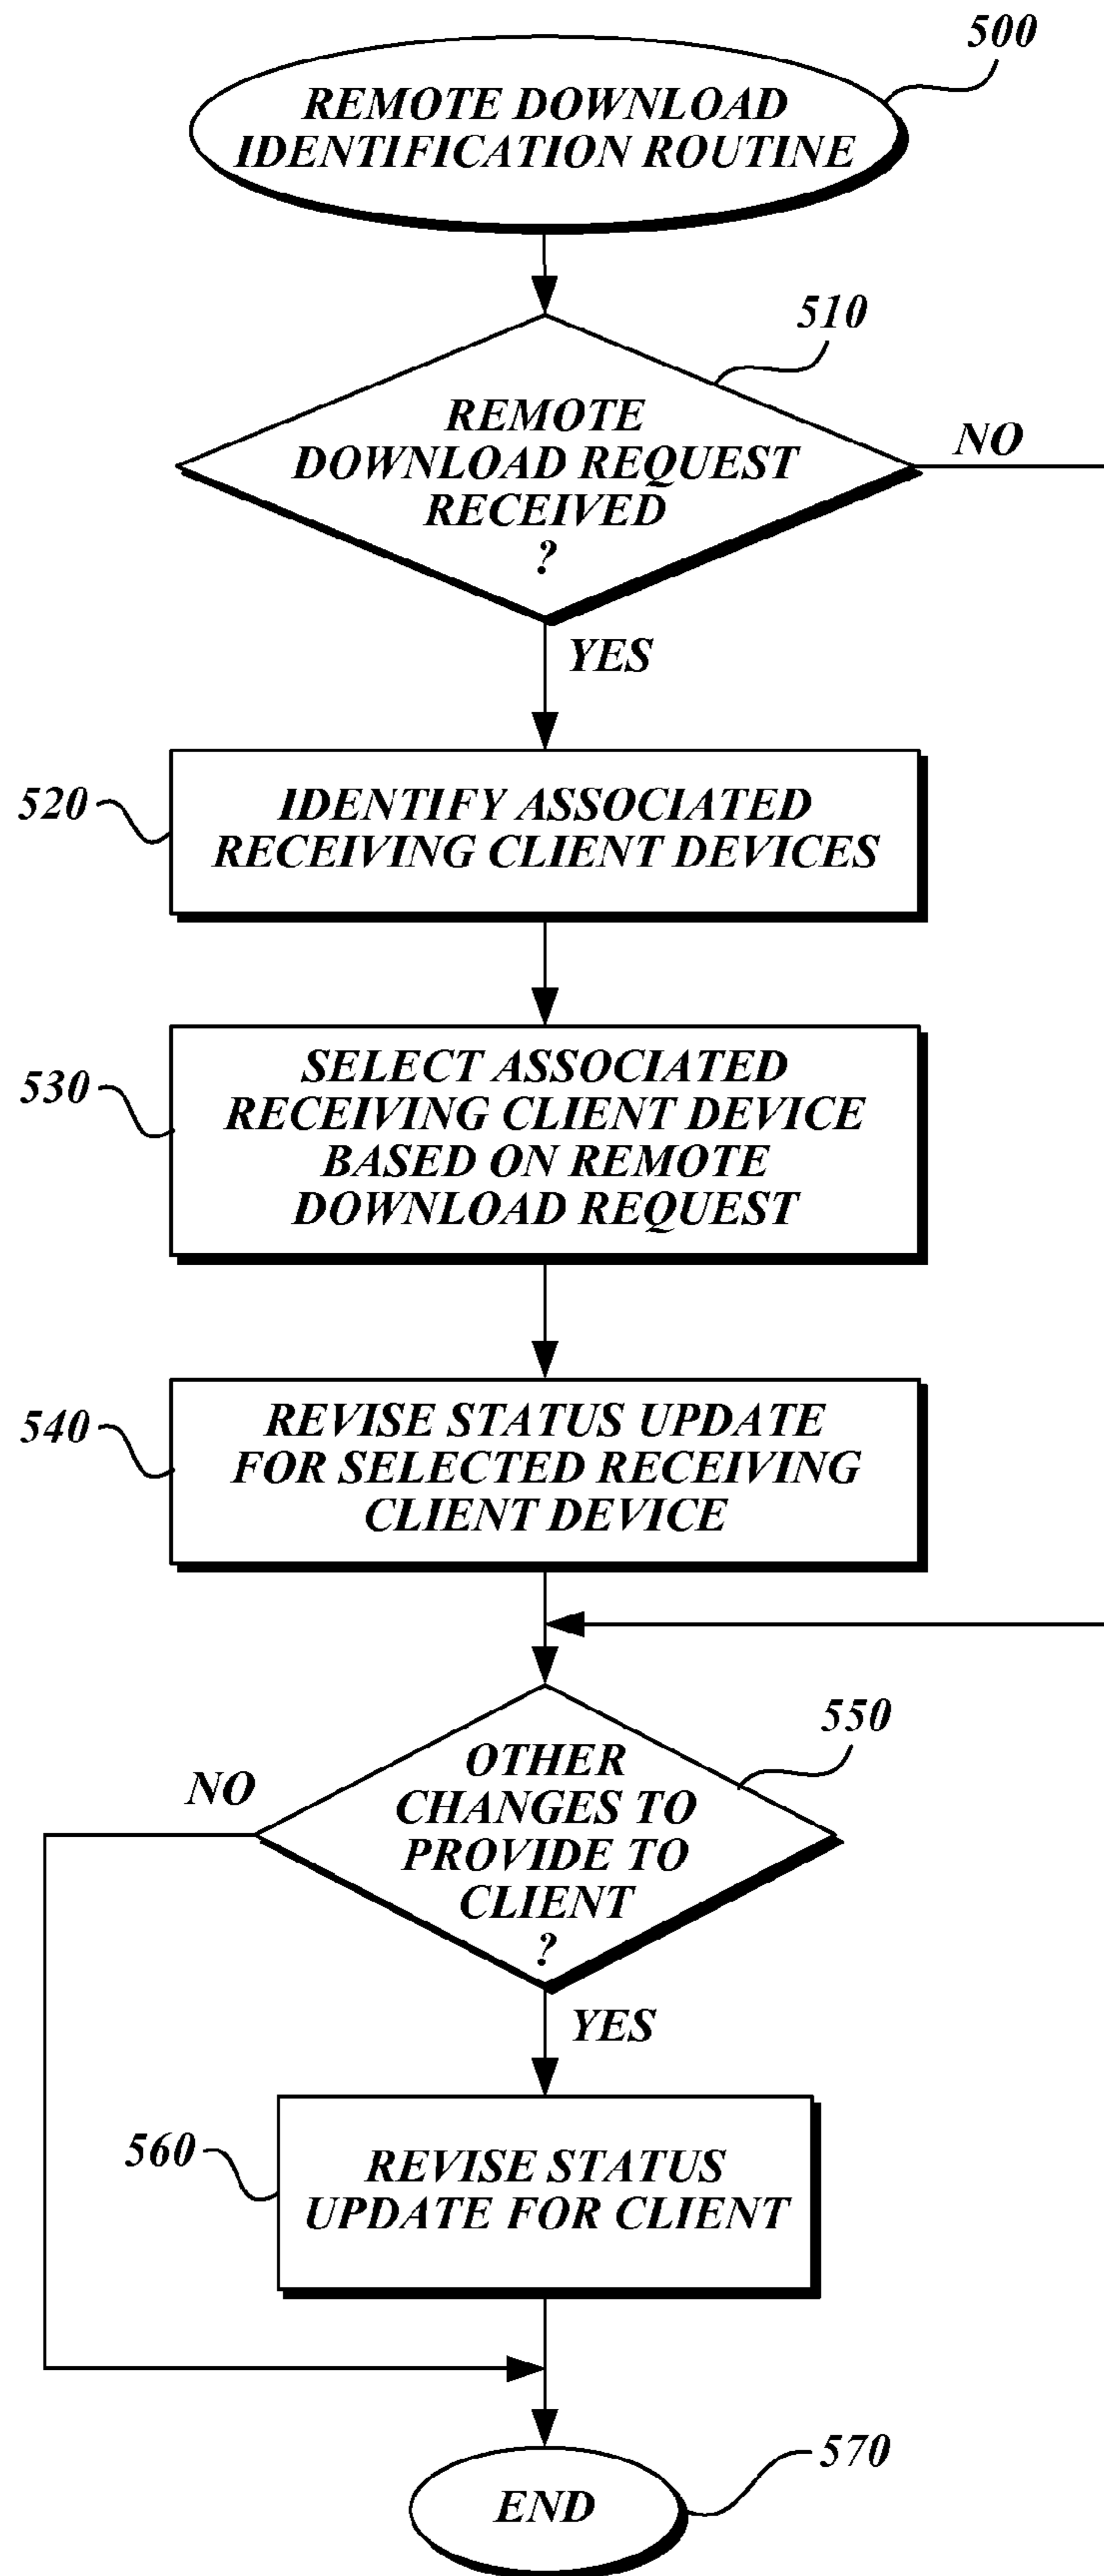 500
REMOTE DOWNLOAD
IDENTIFICATION ROUTINE
510
REMOTE
DOWNLOAD REQUEST
RECEIVED
?
NO
YES
520
IDENTIFY ASSOCIATED
RECEIVING CLIENT DEVICES
530
SELECT ASSOCIATED
RECEIVING CLIENT DEVICE
BASED ON REMOTE
DOWNLOAD REQUEST
540
REVISE STATUS UPDATE
FOR SELECTED RECEIVING
CLIENT DEVICE
550
OTHER
CHANGES TO
PROVIDE TO
CLIENT
?
NO
YES
560
REVISE STATUS
UPDATE FOR CLIENT
570
END